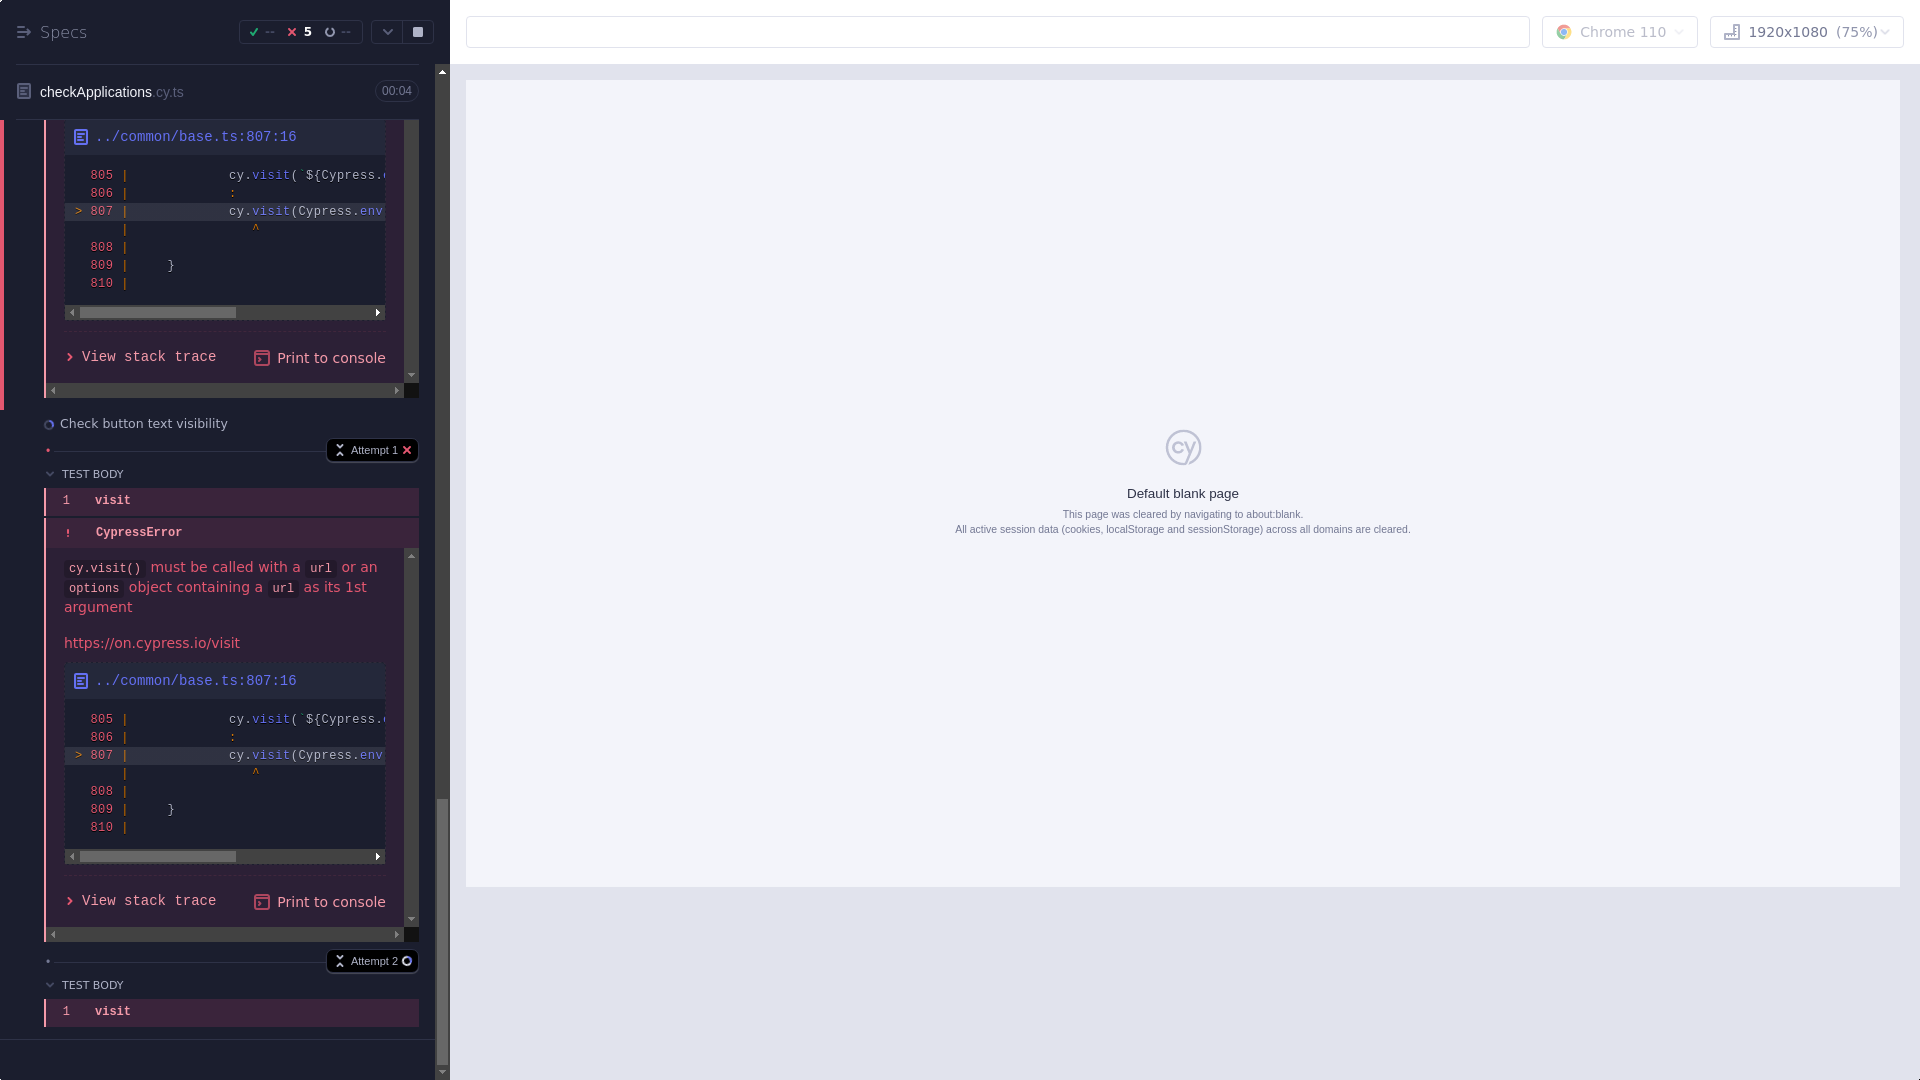 Specs
-- 5 --
Chrome 110
1920x1080 (75%)
checkApplications.cy.ts
00:04
../common/base.ts:807:16
805 | cy.visit(`${Cypress.
806 | :
> 807 | cy.visit(Cypress.env
| ^
808 |
809 | }
810 |
View stack trace
Print to console
Check button text visibility
Attempt 1
TEST BODY
1 visit
! CypressError
cy.visit() must be called with a url or an
options object containing a url as its 1st
argument
https://on.cypress.io/visit
../common/base.ts:807:16
805 | cy.visit(`${Cypress.
806 | :
> 807 | cy.visit(Cypress.env
| ^
808 |
809 | }
810 |
View stack trace
Print to console
Attempt 2
TEST BODY
1 visit
cy
Default blank page
This page was cleared by navigating to about:blank.
All active session data (cookies, localStorage and sessionStorage) across all domains are cleared.